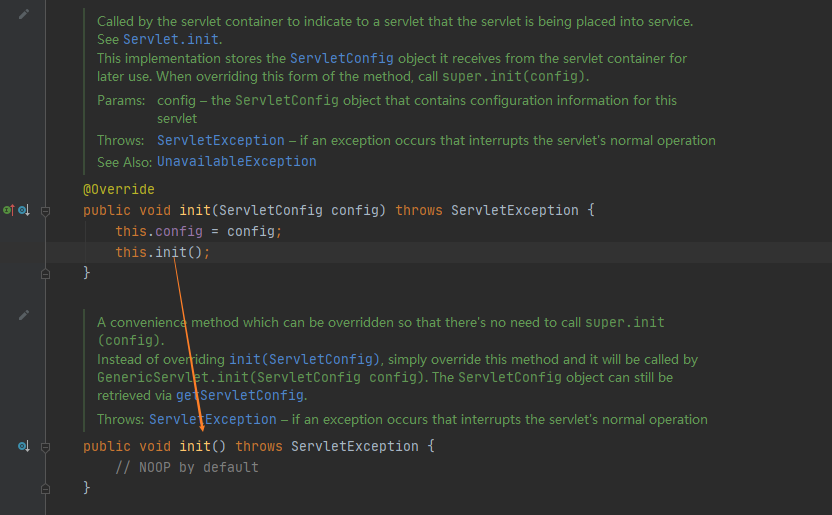 Called by the servlet container to indicate to a servlet that the servlet is being placed into service.
See Servlet.init.
This implementation stores the ServletConfig object it receives from the servlet container for
later use. When overriding this form of the method, call super.init(config).
Params: config – the ServletConfig object that contains configuration information for this
servlet
Throws: ServletException – if an exception occurs that interrupts the servlet's normal operation
See Also: UnavailableException
@Override
public void init(ServletConfig config) throws ServletException {
this.config = config;
this.init();
}
A convenience method which can be overridden so that there's no need to call super.init
(config).
Instead of overriding init(ServletConfig), simply override this method and it will be called by
GenericServlet.init(ServletConfig config). The ServletConfig object can still be
retrieved via getServletConfig.
Throws: ServletException – if an exception occurs that interrupts the servlet's normal operation
public void init() throws ServletException {
// NOOP by default
}